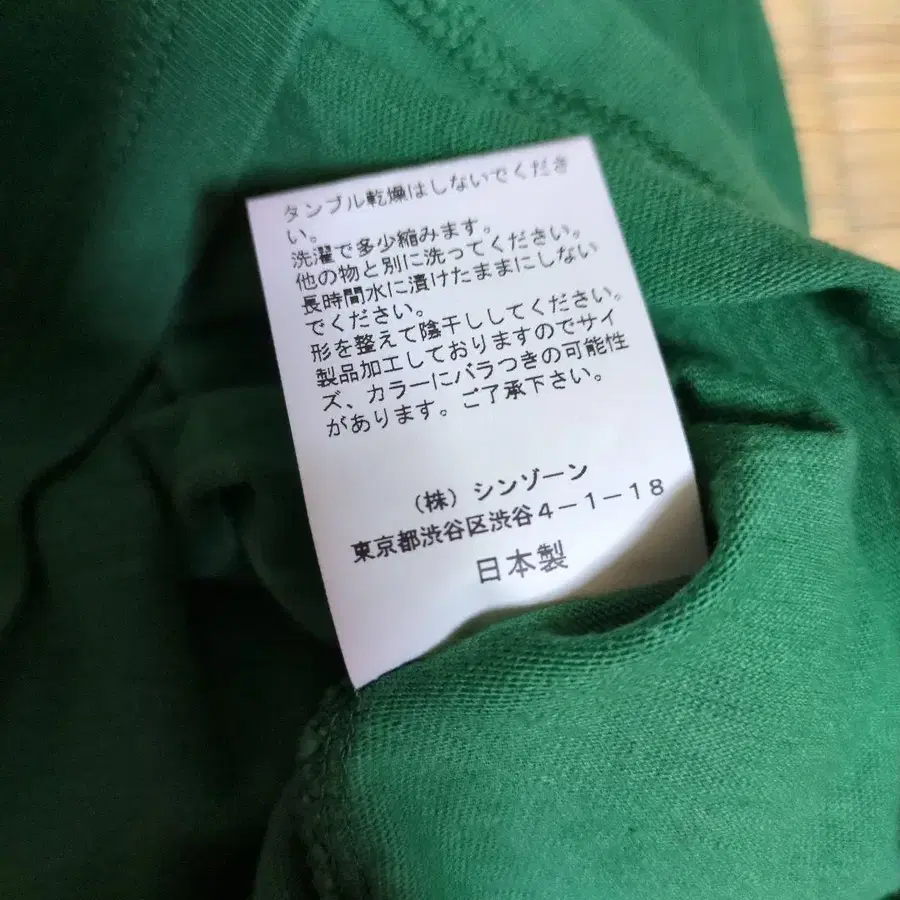 タンブル乾燥はしないでくださ
い。
洗濯で多少縮みます。
他の物と別に洗ってください。
長時間水に漬けたままにしない
でください。
形を整えて陰干ししてください。
製品加工しておりますのでサイ
ズ、カラーにバラつきの可能性
があります。ご了承下さい。
（株）シンゾーン
東京都渋谷区渋谷４－１－１８
日本製